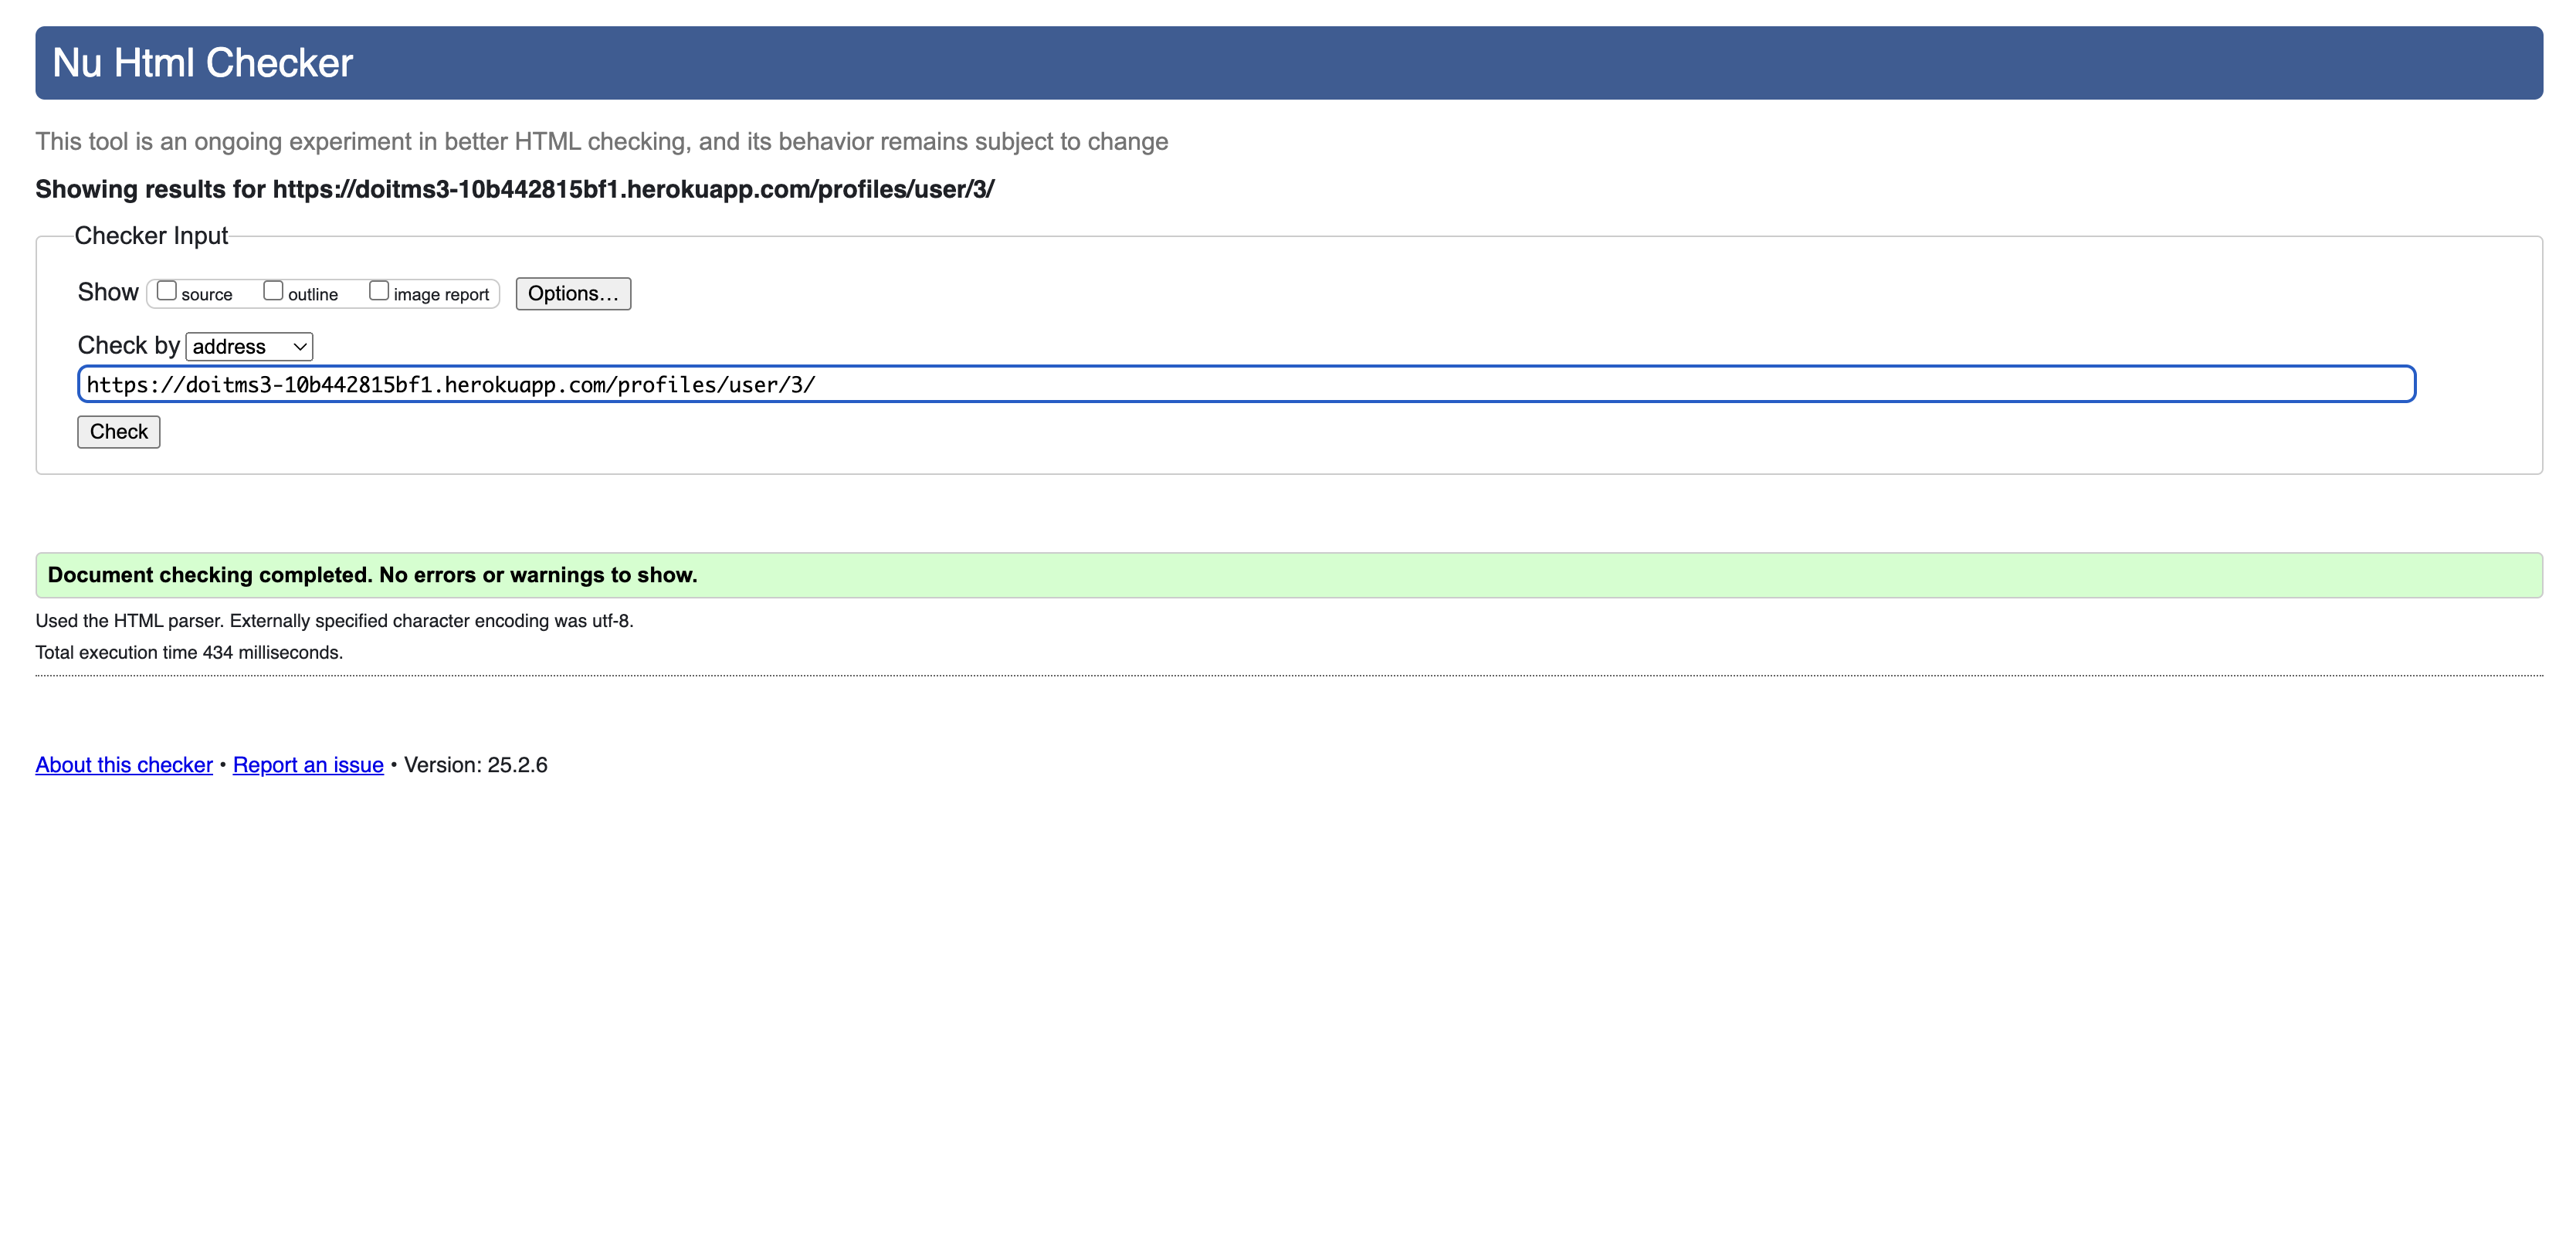 Nu Html Checker
This tool is an ongoing experiment in better HTML checking, and its behavior remains subject to change
Showing results for https://doitms3-10b442815bf1.herokuapp.com/profiles/user/3/
Checker Input
Show source outline image report Options…
Check by address
https://doitms3-10b442815bf1.herokuapp.com/profiles/user/3/
Check
Document checking completed. No errors or warnings to show.
Used the HTML parser. Externally specified character encoding was utf-8.
Total execution time 434 milliseconds.
About this checker • Report an issue • Version: 25.2.6